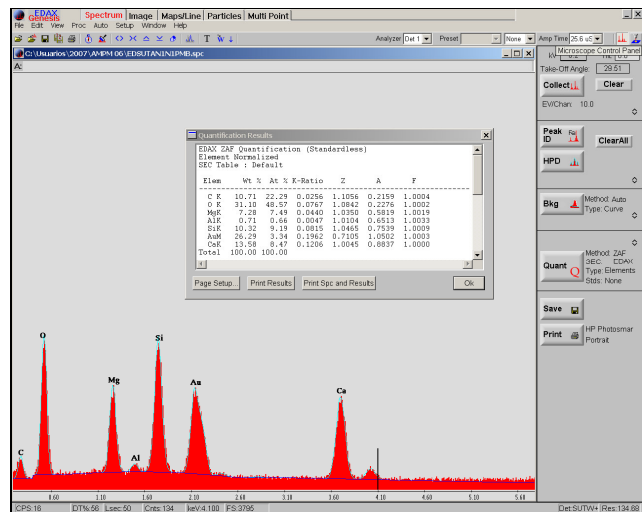 EDAX Genesis
Spectrum Image Maps/Line Particles Multi Point
File Edit View Proc Auto Setup Window Help
Analyzer Det 1 Preset None Amp Time 25.6 uS
C:\Usuarios\2007\AMPM 06\EDSUTAN1N1PMB.spc
Microscope Control Panel
A:
Take-Off Angle: 29.51
Collect Clear
EV/Chan: 10.0
Peak ID ClearAll
HPD
Bkg Method: Auto
Type: Curve
Quant Method: ZAF
SEC: EDAX
Type: Elements
Stds: None
Save
Print HP Photosmar
Portrait
Quantification Results
EDAX ZAF Quantification (Standardless)
Element Normalized
SEC Table : Default
Elem Wt % At % K-Ratio Z A F
C K 10.71 22.29 0.0256 1.1056 0.2159 1.0004
O K 31.10 48.57 0.0767 1.0842 0.2276 1.0002
MgK 7.28 7.49 0.0440 1.0350 0.5819 1.0019
AlK 0.71 0.66 0.0047 1.0104 0.6513 1.0033
SiK 10.32 9.19 0.0815 1.0465 0.7539 1.0009
AuM 26.29 3.34 0.1962 0.7105 1.0502 1.0003
CaK 13.58 8.47 0.1206 1.0045 0.8837 1.0000
Total 100.00 100.00
Page Setup... Print Results Print Spc and Results Ok
O
Si
Mg
Au
Ca
Al
C
0.60 1.10 1.60 2.10 2.60 3.10 3.60 4.10 4.60 5.10 5.60
CPS:16 DT%:56 Lsec:50 Cnts:134 keV:4.100 FS:3795 Det:SUTW+ Res:134.68